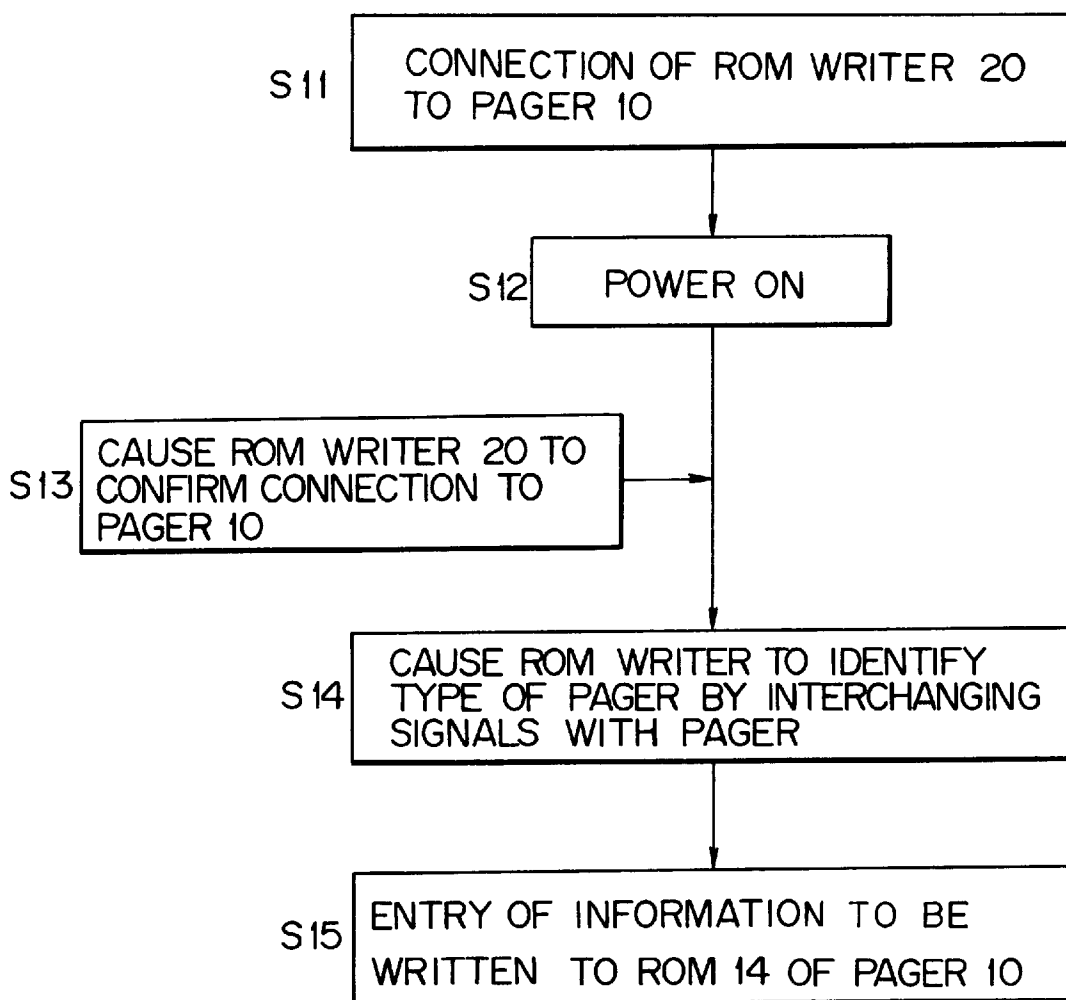 S11
CONNECTION OF ROM WRITER 20
TO PAGER 10
S12
POWER ON
S13
CAUSE ROM WRITER 20 TO
CONFIRM CONNECTION TO
PAGER 10
S14
CAUSE ROM WRITER TO IDENTIFY
TYPE OF PAGER BY INTERCHANGING
SIGNALS WITH PAGER
S15
ENTRY OF INFORMATION TO BE
WRITTEN TO ROM 14 OF PAGER 10